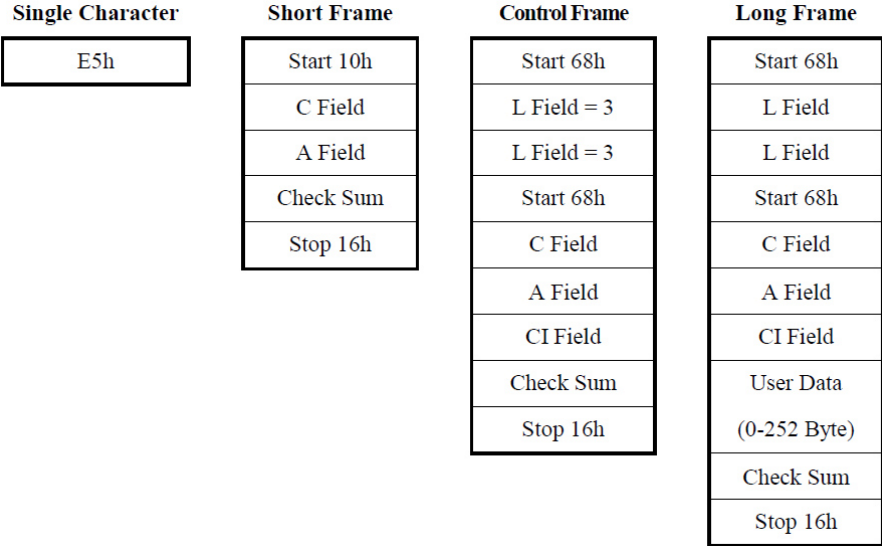 Single Character
E5h
Short Frame
Start 10h
C Field
A Field
Check Sum
Stop 16h
Control Frame
Start 68h
L Field = 3
L Field = 3
Start 68h
C Field
A Field
CI Field
Check Sum
Stop 16h
Long Frame
Start 68h
L Field
L Field
Start 68h
C Field
A Field
CI Field
User Data
(0-252 Byte)
Check Sum
Stop 16h